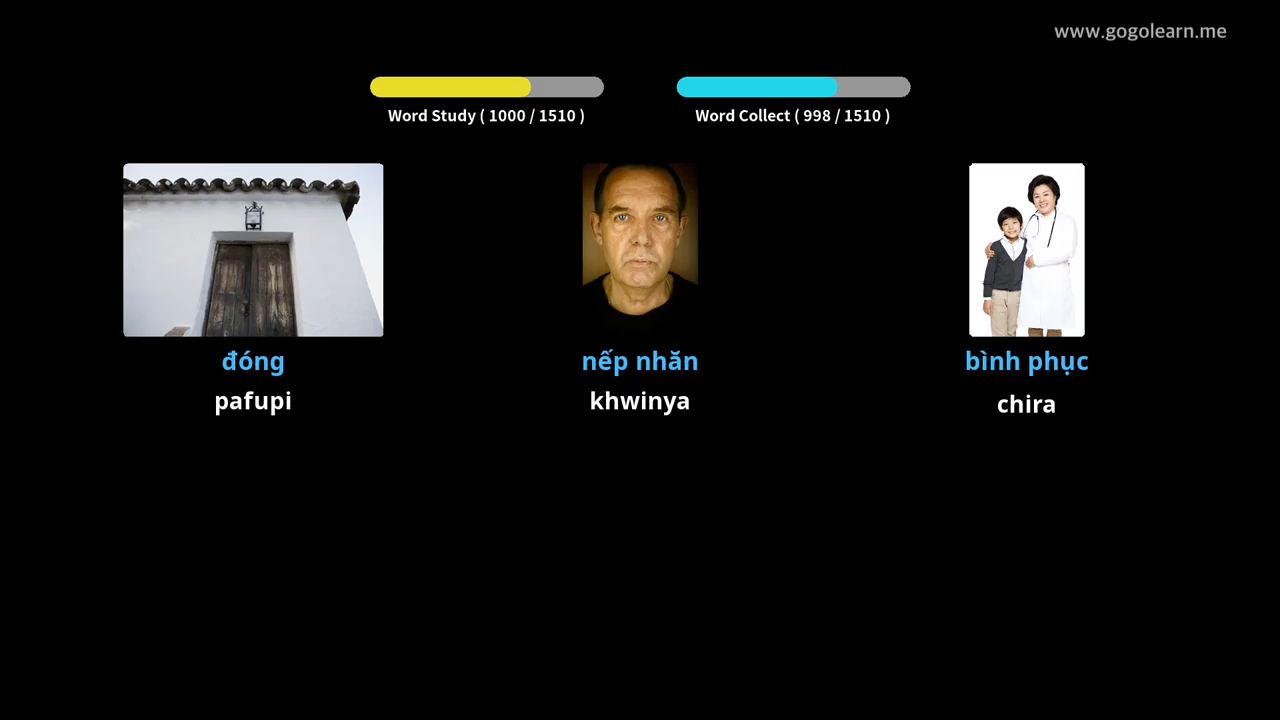 www.gogolearn.me
Word Study ( 1000 / 1510 )
Word Collect ( 998 / 1510 )
đóng
nếp nhăn
bình phục
pafupi
khwinya
chira